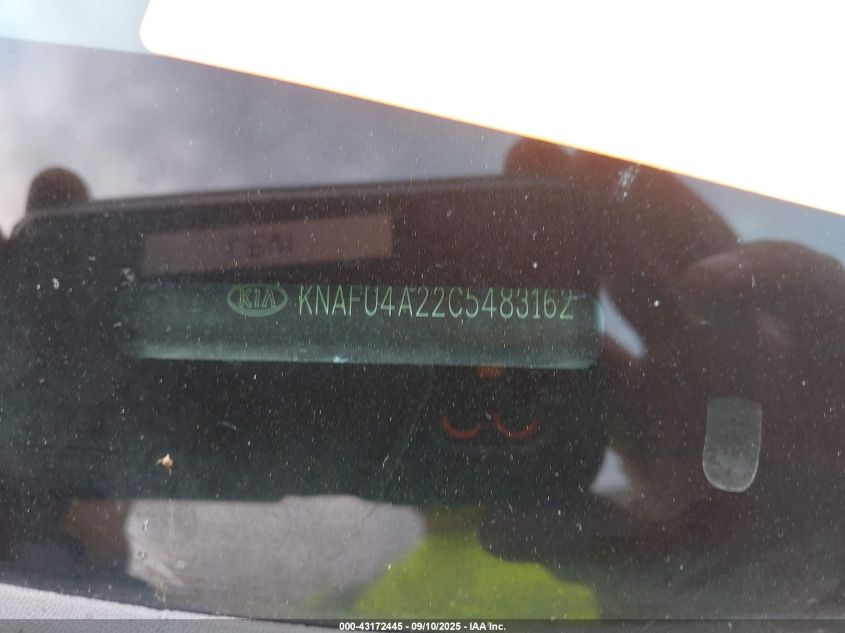 KIA KNAFU4A22C5483162
000-43172445 - 09/10/2025 - IAA Inc.